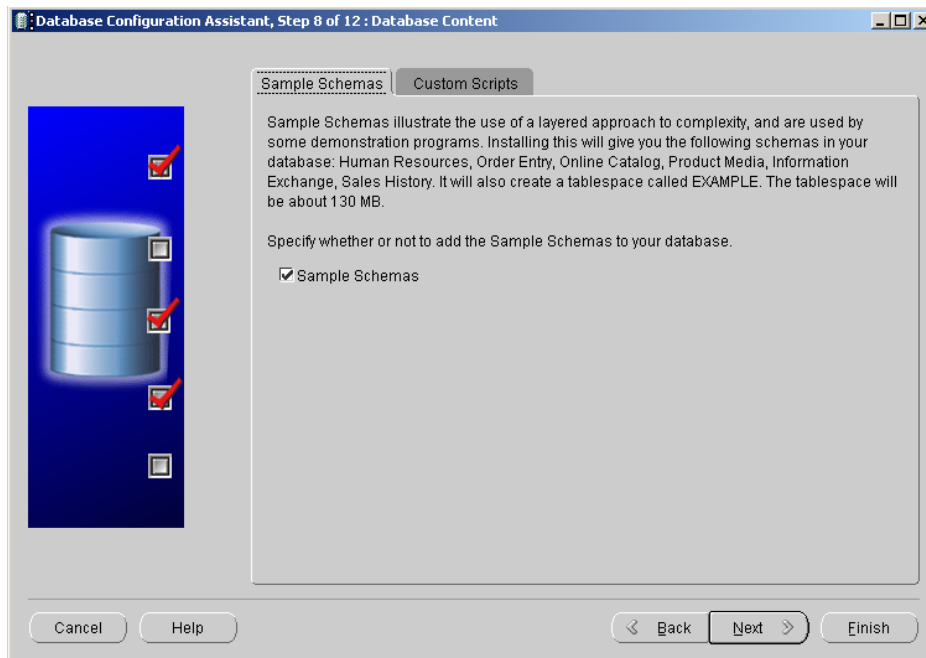 Database Configuration Assistant, Step 8 of 12 : Database Content
Sample Schemas
Custom Scripts
Sample Schemas illustrate the use of a layered approach to complexity, and are used by
some demonstration programs. Installing this will give you the following schemas in your
database: Human Resources, Order Entry, Online Catalog, Product Media, Information
Exchange, Sales History. It will also create a tablespace called EXAMPLE. The tablespace will
be about 130 MB.
Specify whether or not to add the Sample Schemas to your database.
Sample Schemas
Cancel
Help
Back
Next
Finish